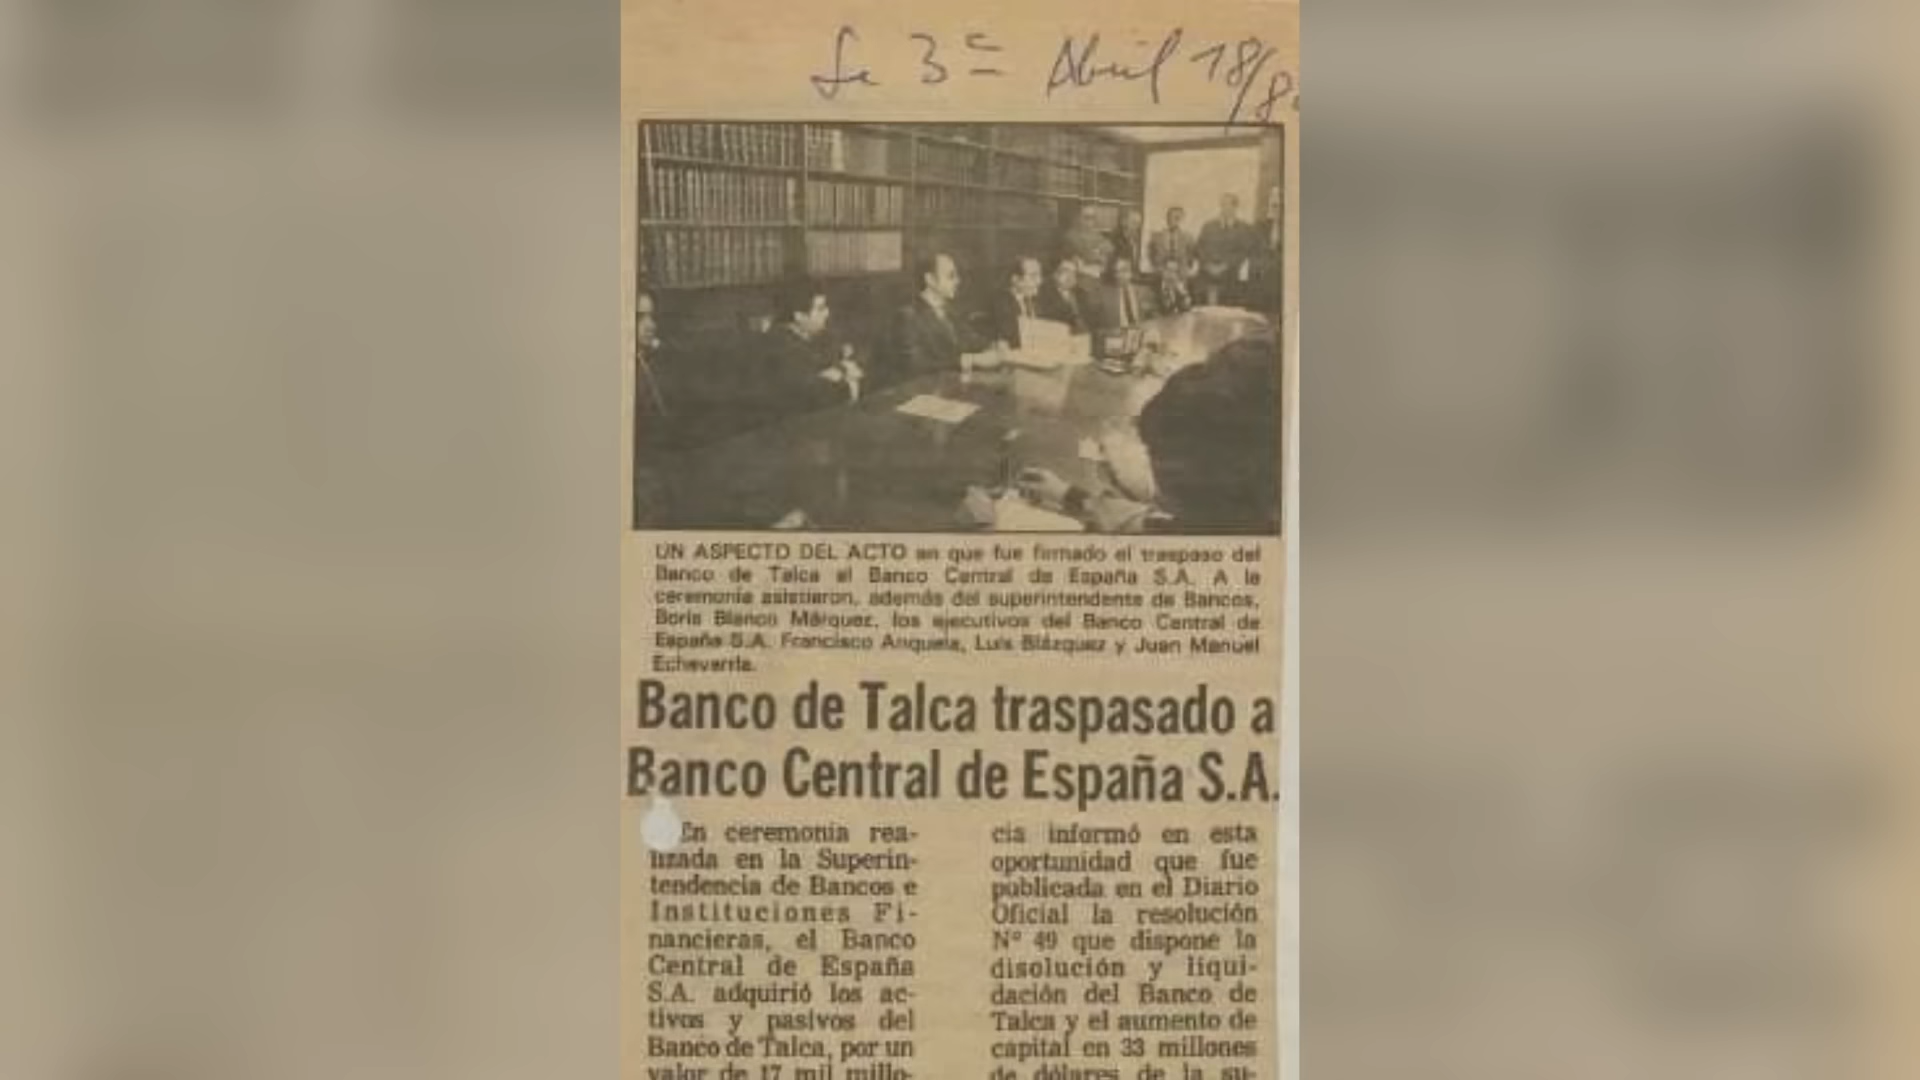 La 3ª Abril 18/8
UN ASPECTO DEL ACTO en que fue firmado el traspaso del
Banco de Talca al Banco Central de España S.A. A la
ceremonia asistieron, además del superintendente de Bancos,
Boris Blanco Márquez, los ejecutivos del Banco Central de
España S.A. Francisco Anquela, Luis Blázquez y Juan Manuel
Echeverría.
Banco de Talca traspasado a
Banco Central de España S.A.
En ceremonia rea-
lizada en la Superin-
tendencia de Bancos e
Instituciones Fi-
nancieras, el Banco
Central de España
S.A. adquirió los ac-
tivos y pasivos del
Banco de Talca, por un
valor de 17 mil millo-
cia informó en esta
oportunidad que fue
publicada en el Diario
Oficial la resolución
Nº 49 que dispone la
disolución y liqui-
dación del Banco de
Talca y el aumento de
capital en 33 millones
de dólares de la su-